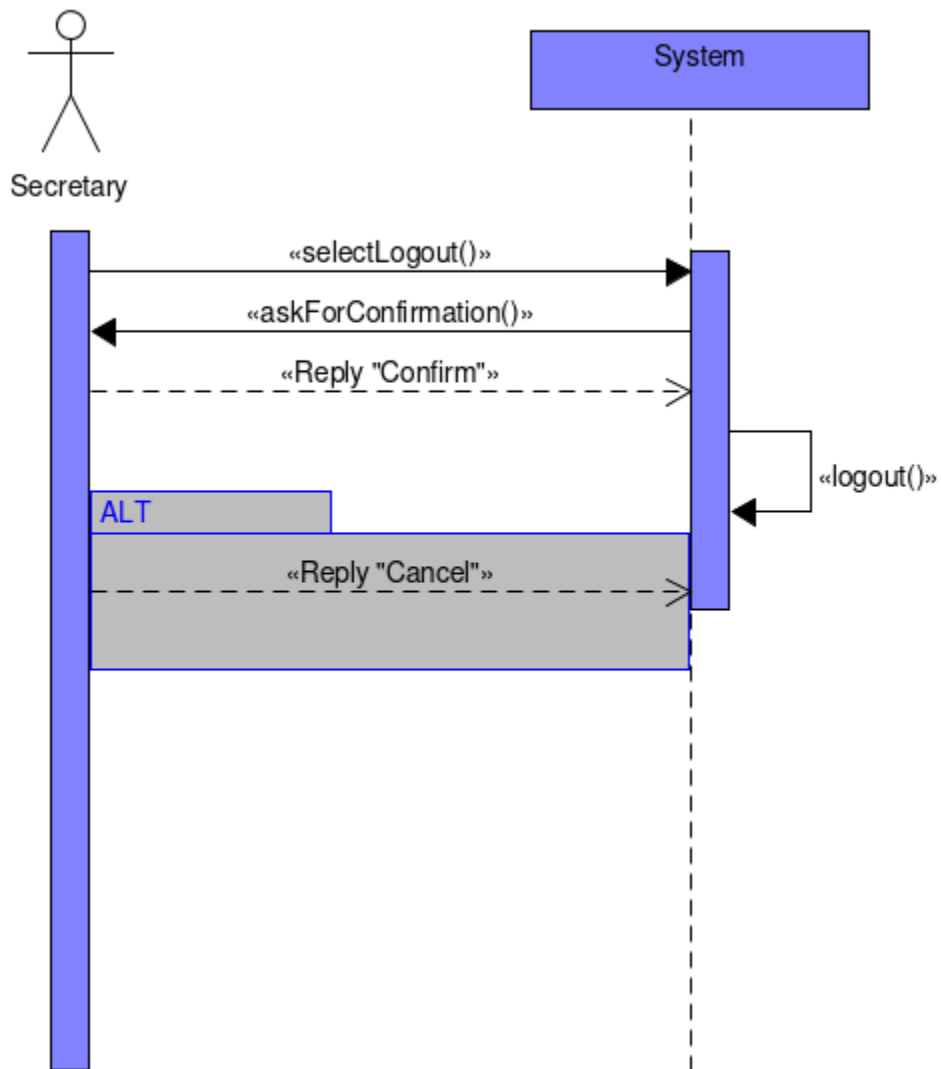 System
Secretary
«selectLogout()»
«askForConfirmation()»
«Reply "Confirm"»
«logout()»
ALT
«Reply "Cancel"»